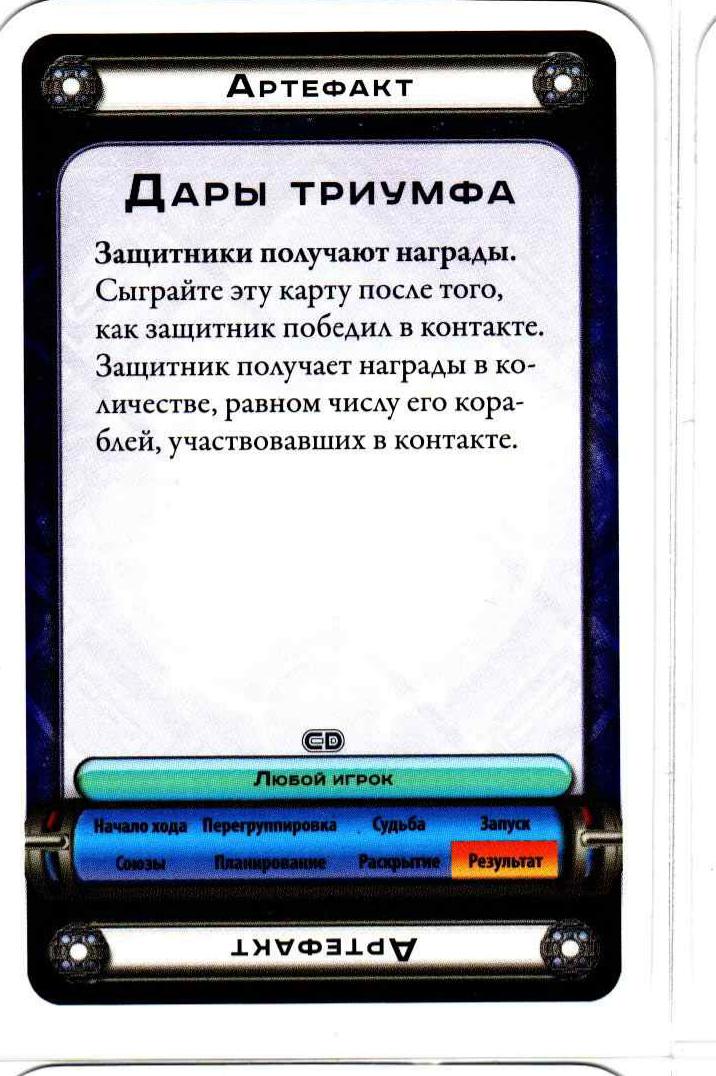 Артефакт
Дары триумфа
Защитники получают награды.
Сыграйте эту карту после того,
как защитник победил в контакте.
Защитник получает награды в ко-
личестве, равном числу его кора-
блей, участвовавших в контакте.
CD
Любой игрок
Начало хода Перегруппировка Судьба Запуск
Союзы Планирование Раскрытие Результат
Артефакт